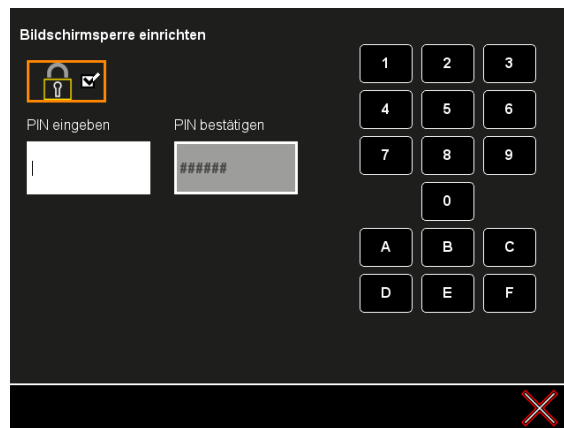 Bildschirmsperre einrichten
PIN eingeben
PIN bestätigen
######
1 2 3
4 5 6
7 8 9
0
A B C
D E F